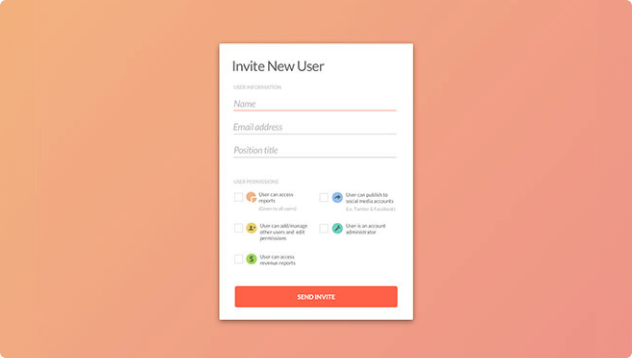 Invite New User
USER INFORMATION
Name
Email address
Position title
USER PERMISSIONS
User can access
reports
(Given to all users)
User can publish to
social media accounts
(i.e. Twitter & Facebook)
User can add/manage
other users and edit
permissions
User is an account
administrator
User can access
revenue reports
$
SEND INVITE